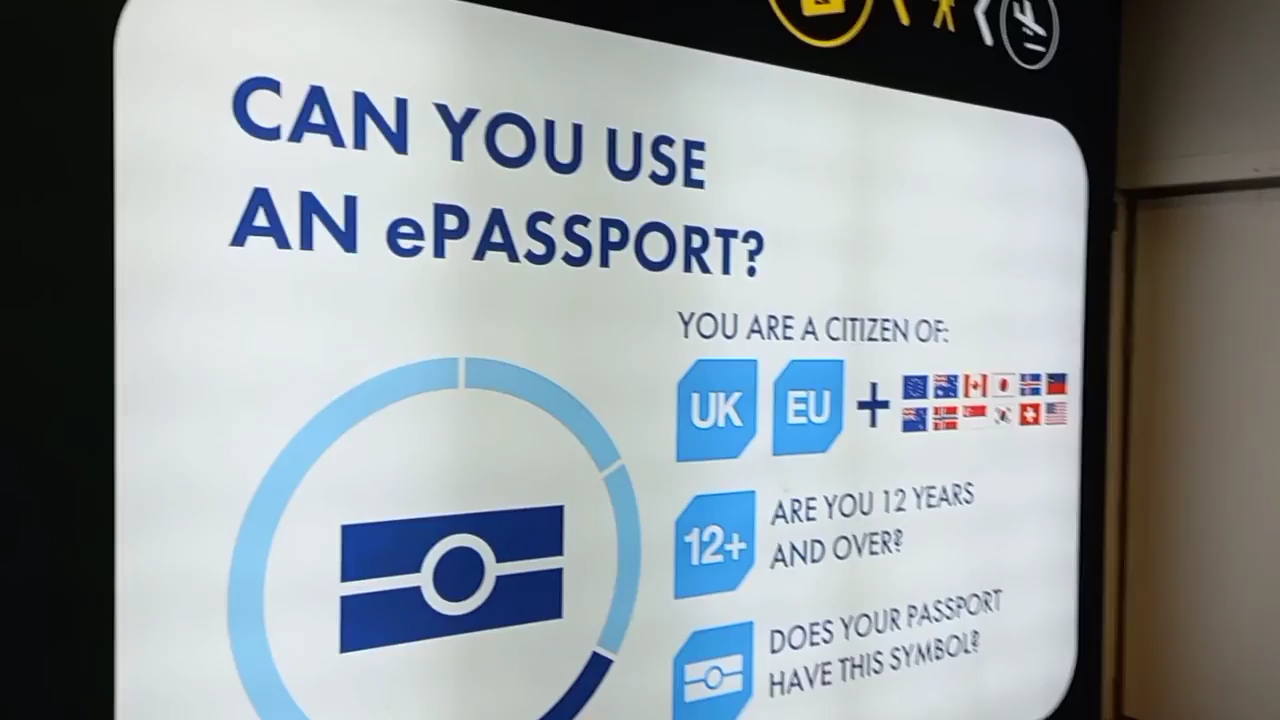 CAN YOU USE
AN ePASSPORT?
YOU ARE A CITIZEN OF:
UK EU +
12+ ARE YOU 12 YEARS
AND OVER?
DOES YOUR PASSPORT
HAVE THIS SYMBOL?